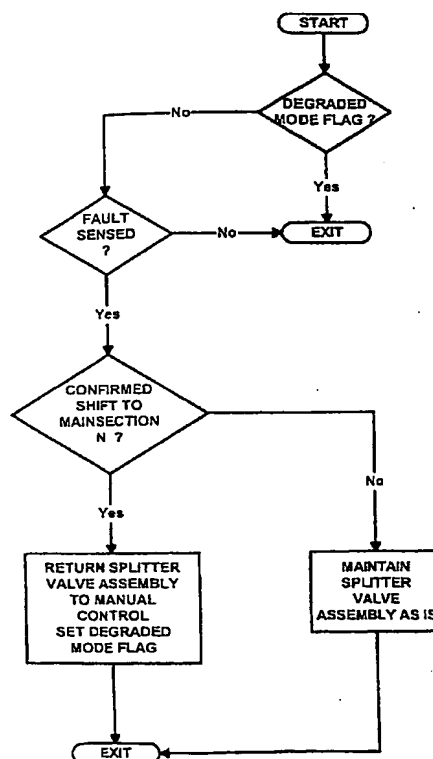 START
DEGRADED
MODE FLAG ?
No
Yes
FAULT
SENSED
?
No
EXIT
Yes
CONFIRMED
SHIFT TO
MAINSECTION
N ?
No
Yes
RETURN SPLITTER
VALVE ASSEMBLY
TO MANUAL
CONTROL
SET DEGRADED
MODE FLAG
MAINTAIN
SPLITTER
VALVE
ASSEMBLY AS IS
EXIT